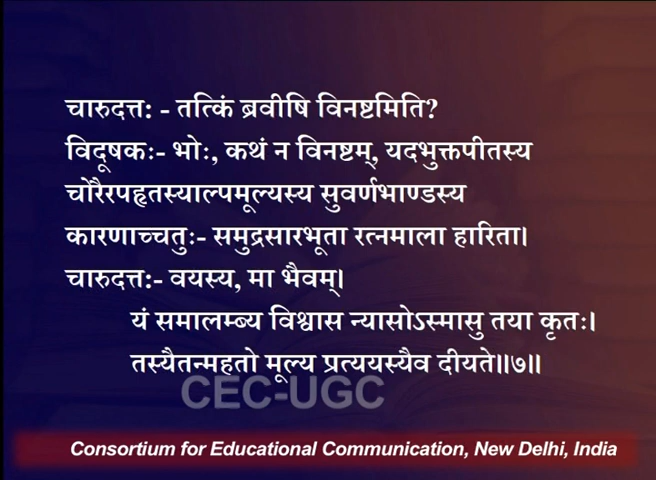 चारुदत्तः - तत्किं ब्रवीषि विनष्टमिति?
विदूषकः- भोः, कथं न विनष्टम्, यदभुक्तपीतस्य
चोरैरपहृतस्याल्पमूल्यस्य सुवर्णभाण्डस्य
कारणाच्चतुः- समुद्रसारभूता रत्नमाला हारिता।
चारुदत्तः- वयस्य, मा भैवम्।
यं समालम्ब्य विश्वास न्यासोऽस्मासु तया कृतः।
तस्यैतन्महतो मूल्य प्रत्ययस्यैव दीयते॥७॥
CEC-UGC
Consortium for Educational Communication, New Delhi, India